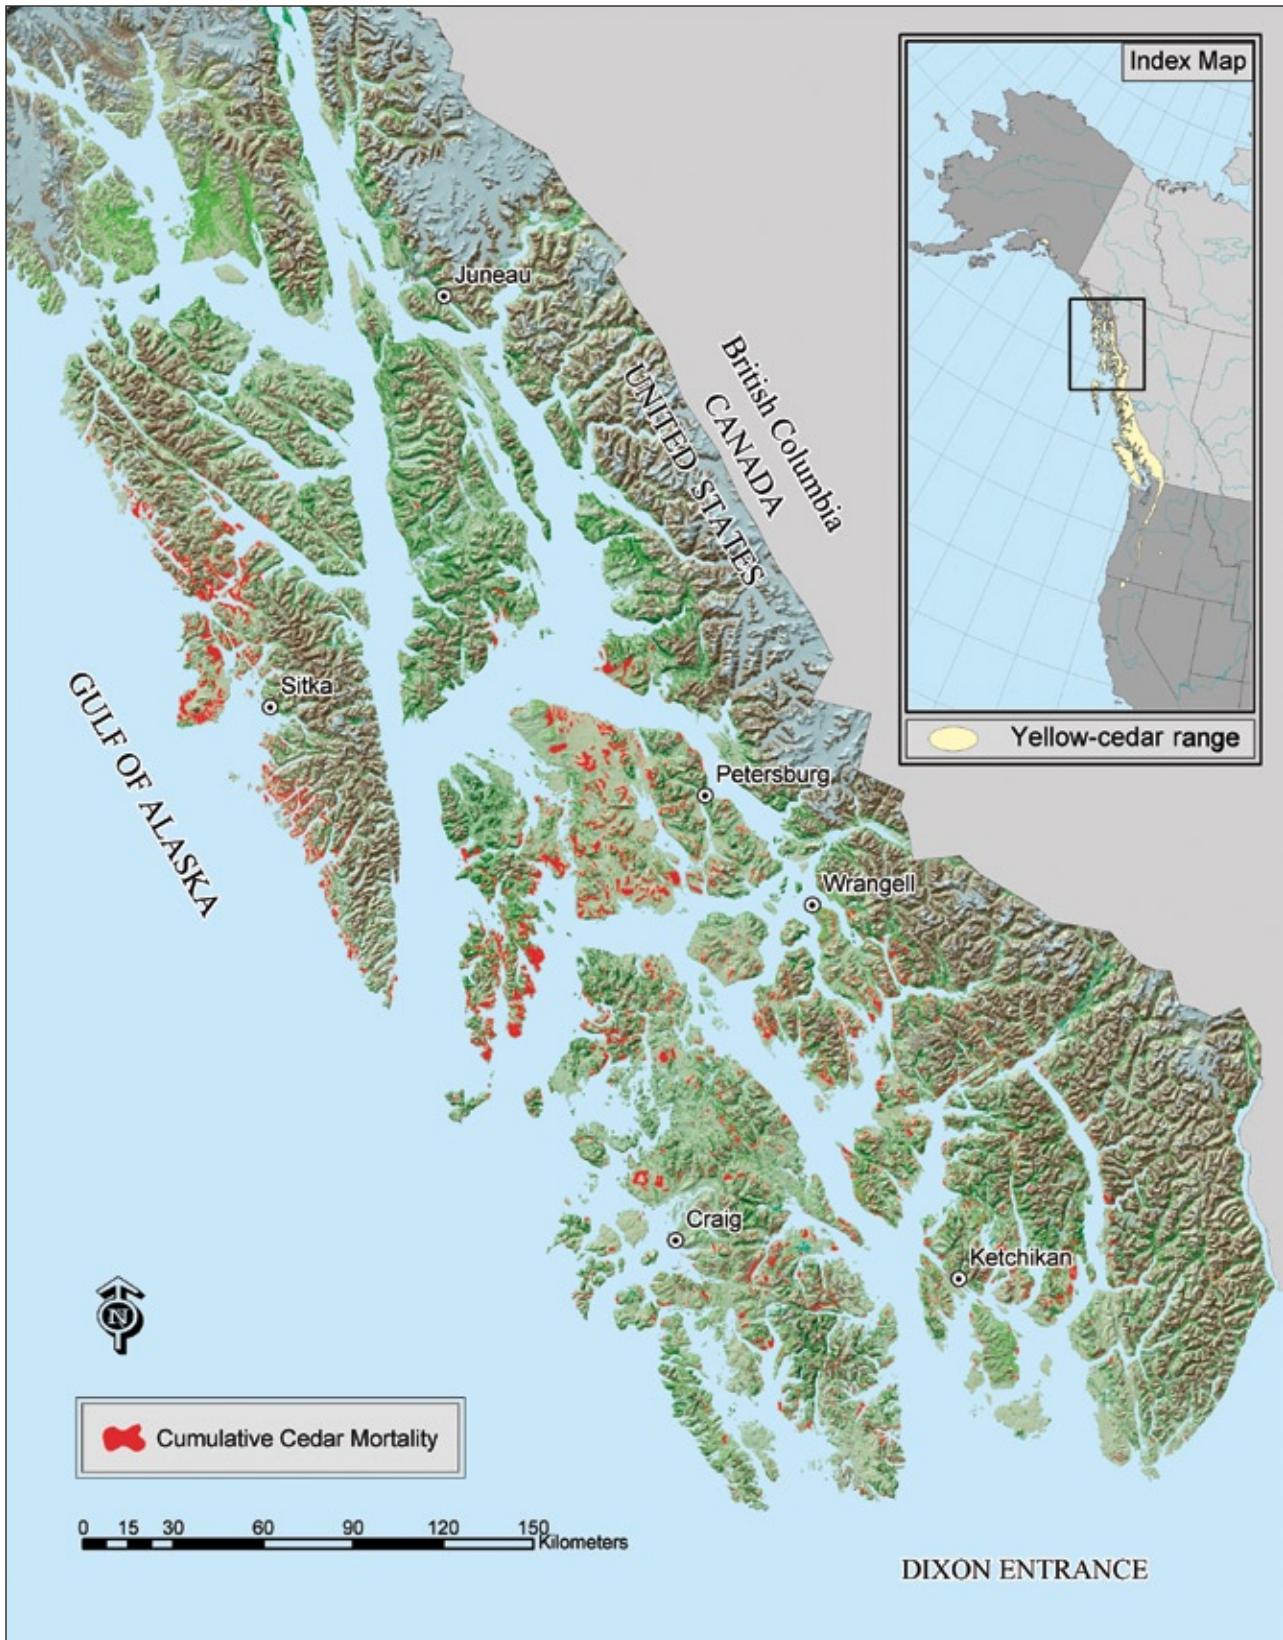 Index Map
Yellow-cedar range
Juneau
British Columbia
CANADA
UNITED STATES
Sitka
GULF OF ALASKA
Petersburg
Wrangell
Craig
Ketchikan
N
Cumulative Cedar Mortality
0 15 30 60 90 120 150
Kilometers
DIXON ENTRANCE